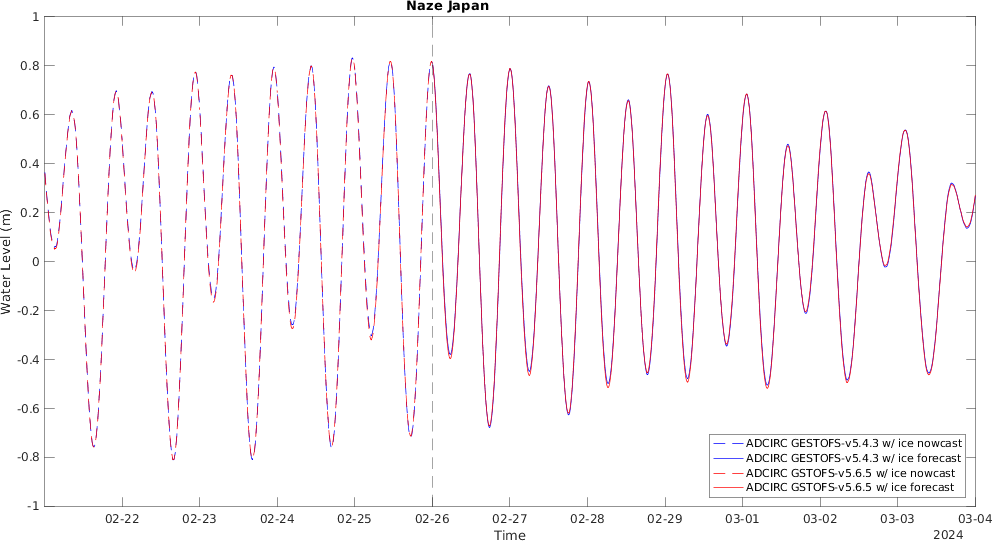 Naze Japan
1
0.8
0.6
0.4
0.2
0
-0.2
-0.4
-0.6
-0.8
-1
Water Level (m)
ADCIRC GESTOFS-v5.4.3 w/ ice nowcast
ADCIRC GESTOFS-v5.4.3 w/ ice forecast
ADCIRC GSTOFS-v5.6.5 w/ ice nowcast
ADCIRC GSTOFS-v5.6.5 w/ ice forecast
02-22 02-23 02-24 02-25 02-26 02-27 02-28 02-29 03-01 03-02 03-03 03-04
Time 2024